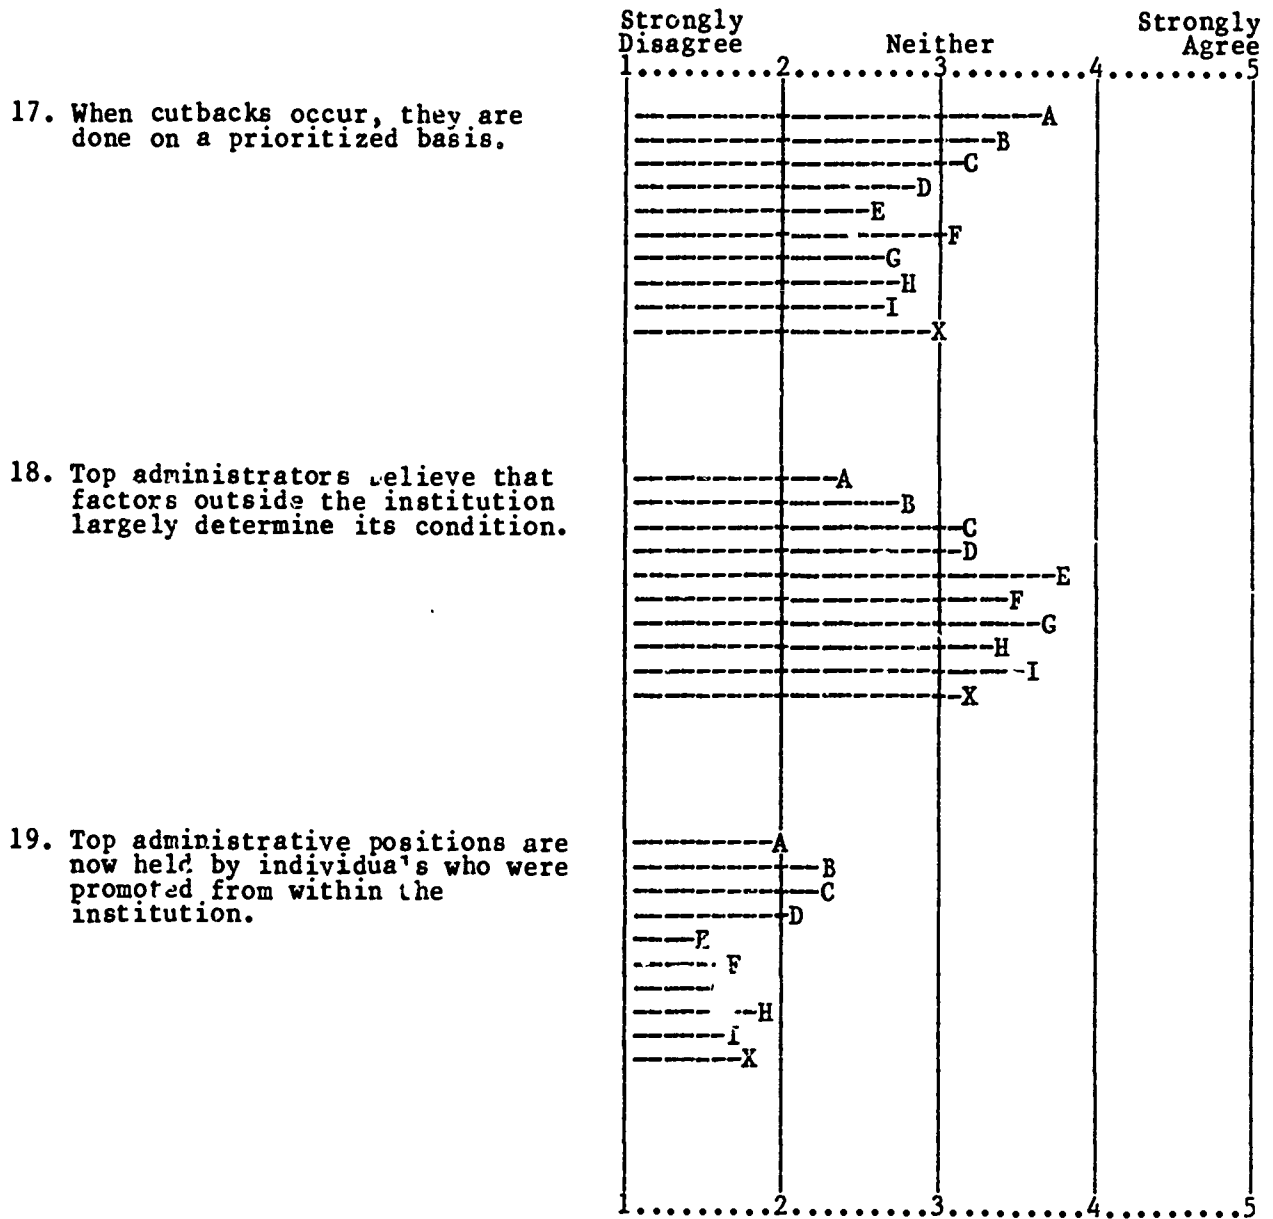 Strongly Disagree Neither Strongly Agree
1.........2.........3.........4.........5
17. When cutbacks occur, they are
done on a prioritized basis.
A
B
C
D
E
F
G
H
I
X
18. Top administrators believe that
factors outside the institution
largely determine its condition.
A
B
C
D
E
F
G
H
I
X
19. Top administrative positions are
now held by individuals who were
promoted from within the
institution.
A
B
C
D
E
F
H
I
X
1.........2.........3.........4.........5